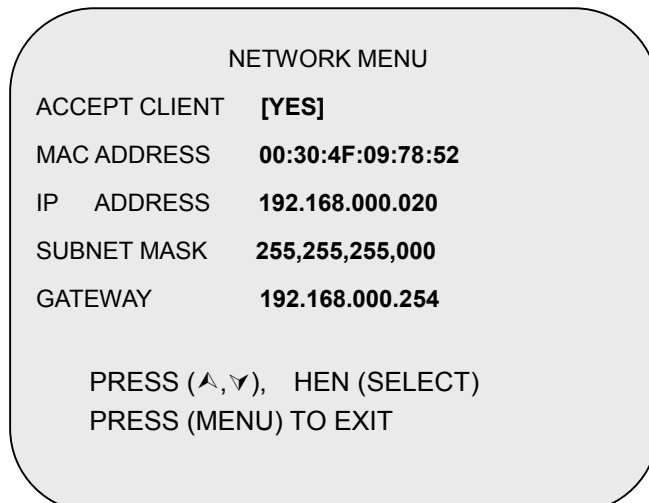 NETWORK MENU
ACCEPT CLIENT [YES]
MAC ADDRESS 00:30:4F:09:78:52
IP ADDRESS 192.168.000.020
SUBNET MASK 255,255,255,000
GATEWAY 192.168.000.254
PRESS (⮝,⮟), HEN (SELECT)
PRESS (MENU) TO EXIT